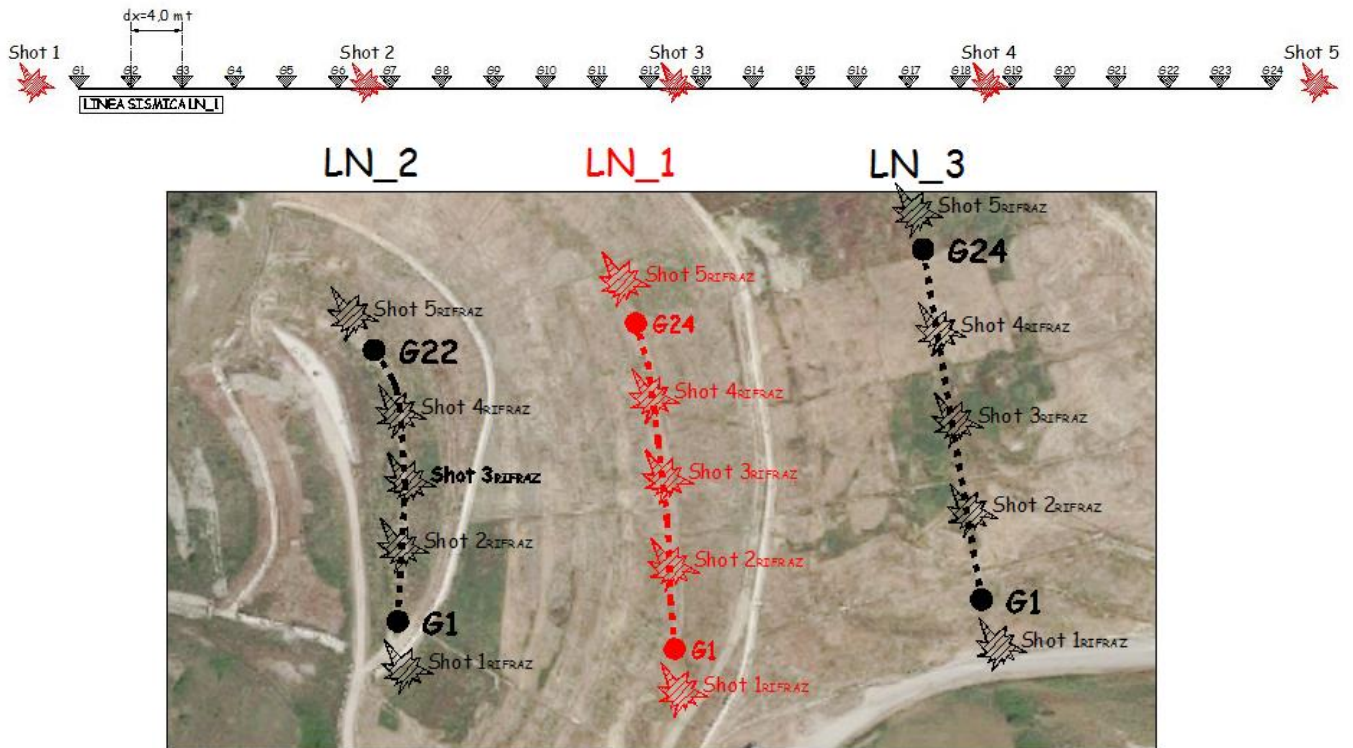 dx=4,0 mt
Shot 1 Shot 2 Shot 3 Shot 4 Shot 5
G1 G2 G3 G4 G5 G6 G7 G8 G9 G10 G11 G12 G13 G14 G15 G16 G17 G18 G19 G20 G21 G22 G23 G24
LINEA SISMICA LN_1
LN_2 LN_1 LN_3
Shot 5RIFRAZ
G24
Shot 5RIFRAZ
Shot 5RIFRAZ
G24
Shot 4RIFRAZ
G22
Shot 4RIFRAZ
Shot 4RIFRAZ
Shot 3RIFRAZ
Shot 3RIFRAZ
Shot 3RIFRAZ
Shot 2RIFRAZ
Shot 2RIFRAZ
Shot 2RIFRAZ
G1
G1
Shot 1RIFRAZ
G1
Shot 1RIFRAZ
Shot 1RIFRAZ